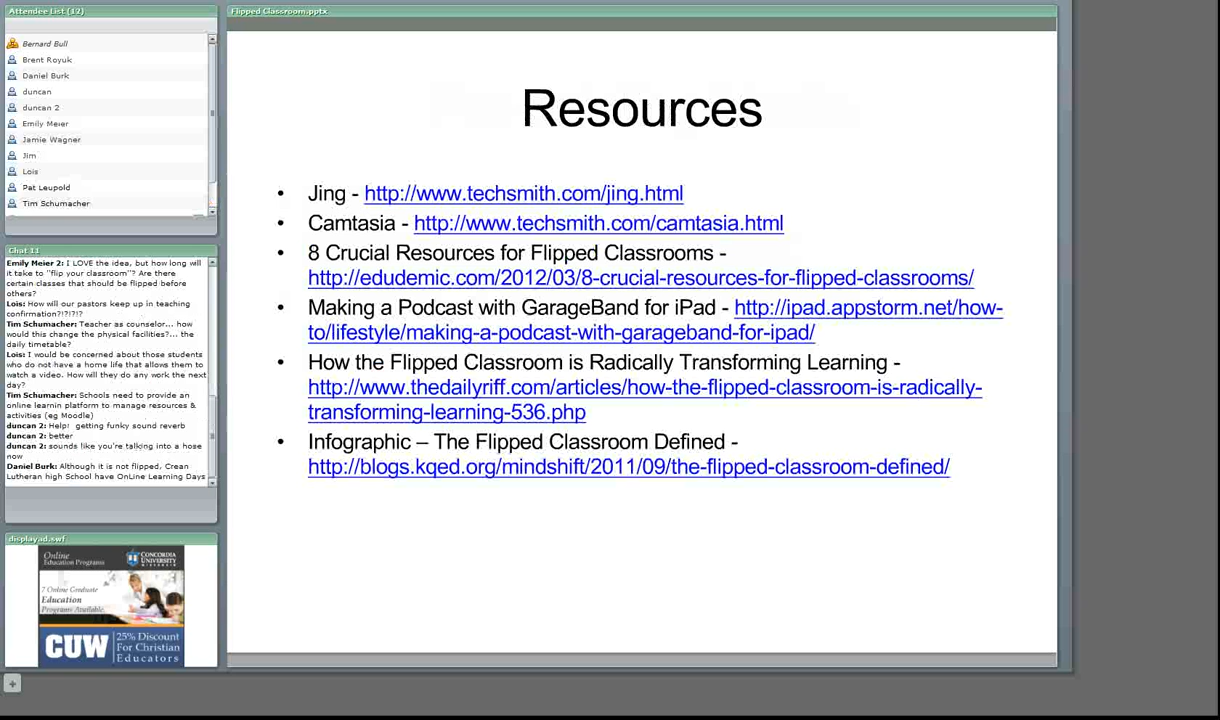 Attendee List (12)
Bernard Bull
Brent Royuk
Daniel Burk
duncan
duncan 2
Emily Meier
Jamie Wagner
Jim
Lois
Pat Leupold
Tim Schumacher
Chat 11
Emily Meier 2: I LOVE the idea, but how long will
it take to "flip your classroom"? Are there
certain classes that should be flipped before
others?
Lois: How will our pastors keep up in teaching
confirmation?!?!?!?
Tim Schumacher: Teacher as counselor... how
would this change the physical facilities?... the
daily timetable?
Lois: I would be concerned about those students
who do not have a home life that allows them to
watch a video. How will they do any work the next
day?
Tim Schumacher: Schools need to provide an
online learnin platform to manage resources &
activities (eg Moodle)
duncan 2: Help! getting funky sound reverb
duncan 2: better
duncan 2: sounds like you're talking into a hose
now
Daniel Burk: Although it is not flipped, Crean
Lutheran high School have OnLine Learning Days
displayad.swf
Online
Education Programs
CONCORDIA
UNIVERSITY
7 Online Graduate
Education
Programs Available.
CUW
25% Discount
For Christian
Educators
Flipped Classroom.pptx
Resources
• Jing - http://www.techsmith.com/jing.html
• Camtasia - http://www.techsmith.com/camtasia.html
• 8 Crucial Resources for Flipped Classrooms -
http://edudemic.com/2012/03/8-crucial-resources-for-flipped-classrooms/
• Making a Podcast with GarageBand for iPad - http://ipad.appstorm.net/how-
to/lifestyle/making-a-podcast-with-garageband-for-ipad/
• How the Flipped Classroom is Radically Transforming Learning -
http://www.thedailyriff.com/articles/how-the-flipped-classroom-is-radically-
transforming-learning-536.php
• Infographic – The Flipped Classroom Defined -
http://blogs.kqed.org/mindshift/2011/09/the-flipped-classroom-defined/